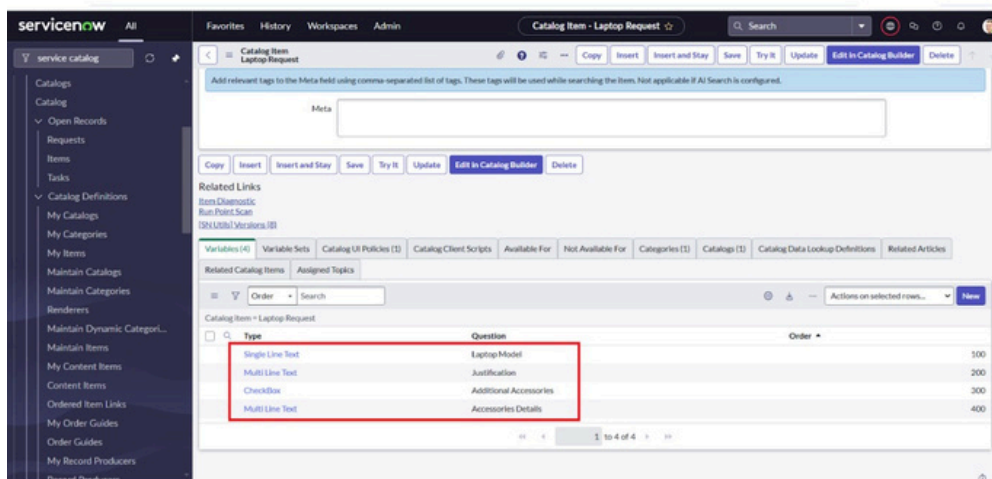 servicenow All Favorites History Workspaces Admin Catalog Item - Laptop Request Search
service catalog
Catalogs
Catalog
Open Records
Requests
Items
Tasks
Catalog Definitions
My Catalogs
My Categories
My Items
Maintain Catalogs
Maintain Categories
Renderers
Maintain Dynamic Categori...
Maintain Items
My Content Items
Content Items
Ordered Item Links
My Order Guides
Order Guides
My Record Producers
Catalog Item
Laptop Request
Copy Insert Insert and Stay Save Try It Update Edit in Catalog Builder Delete
Add relevant tags to the Meta field using comma-separated list of tags. These tags will be used while searching the item. Not applicable if AI Search is configured.
Meta
Copy Insert Insert and Stay Save Try It Update Edit in Catalog Builder Delete
Related Links
Item Diagnostic
Run Point Scan
[SN Utils] Versions (8)
Variables (4) Variable Sets Catalog UI Policies (1) Catalog Client Scripts Available For Not Available For Categories (1) Catalogs (1) Catalog Data Lookup Definitions Related Articles
Related Catalog Items Assigned Topics
Order Search Actions on selected rows... New
Catalog Item = Laptop Request
Type Question Order
Single Line Text Laptop Model 100
Multi Line Text Justification 200
CheckBox Additional Accessories 300
Multi Line Text Accessories Details 400
1 to 4 of 4